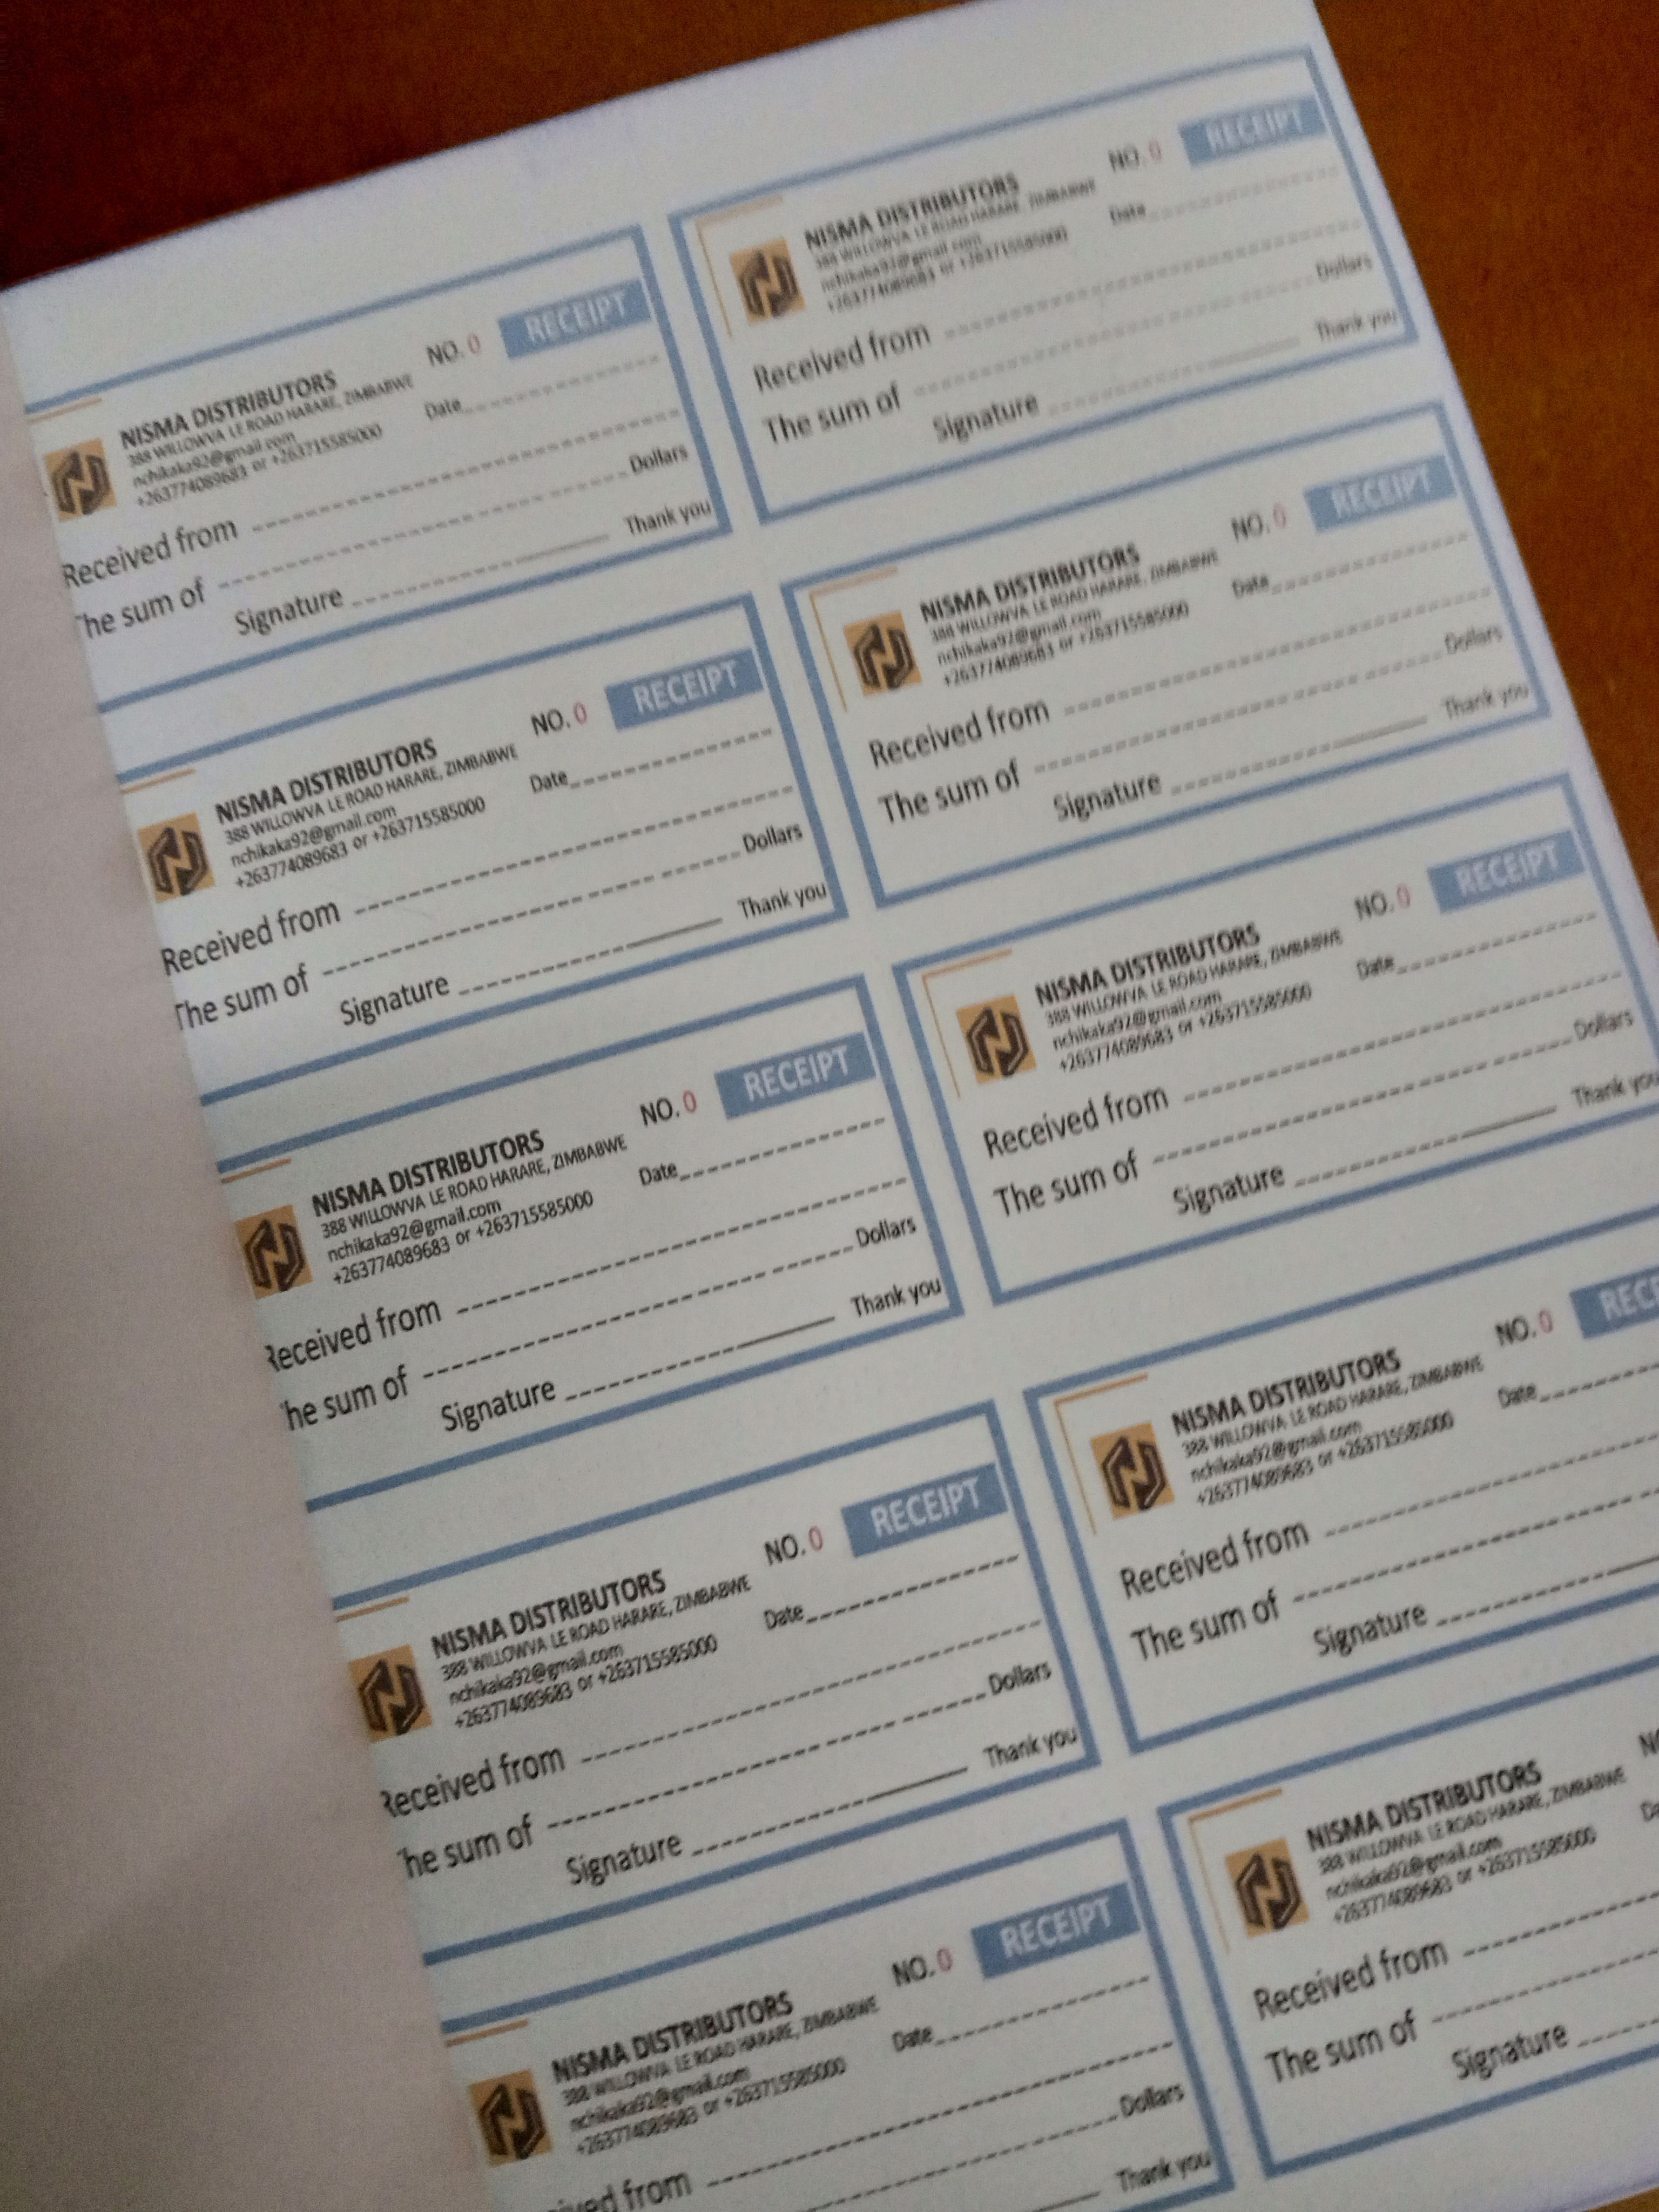 RECEIPT
NO. 0
NISMA DISTRIBUTORS
388 WILLOWVA LE ROAD HARARE, ZIMBABWE
nchikaka92@gmail.com
+263774089683 or +263715585000
Date
Received from
The sum of
Dollars
Signature
Thank you
RECEIPT
NO. 0
NISMA DISTRIBUTORS
388 WILLOWVA LE ROAD HARARE, ZIMBABWE
nchikaka92@gmail.com
+263774089683 or +263715585000
Date
Received from
The sum of
Dollars
Signature
Thank you
RECEIPT
NO. 0
NISMA DISTRIBUTORS
388 WILLOWVA LE ROAD HARARE, ZIMBABWE
nchikaka92@gmail.com
+263774089683 or +263715585000
Date
Received from
The sum of
Dollars
Signature
Thank you
RECEIPT
NO. 0
NISMA DISTRIBUTORS
388 WILLOWVA LE ROAD HARARE, ZIMBABWE
nchikaka92@gmail.com
+263774089683 or +263715585000
Date
Received from
The sum of
Dollars
Signature
Thank you
RECEIPT
NO. 0
NISMA DISTRIBUTORS
388 WILLOWVA LE ROAD HARARE, ZIMBABWE
nchikaka92@gmail.com
+263774089683 or +263715585000
Date
Received from
he sum of
Dollars
Signature
Thank you
RECEIPT
NO. 0
NISMA DISTRIBUTORS
388 WILLOWVA LE ROAD HARARE, ZIMBABWE
nchikaka92@gmail.com
+263774089683 or +263715585000
Date
Received from
The sum of
Dollars
Signature
Thank you
RECEIPT
NO. 0
NISMA DISTRIBUTORS
388 WILLOWVA LE ROAD HARARE, ZIMBABWE
nchikaka92@gmail.com
+263774089683 or +263715585000
Date
Received from
he sum of
Dollars
Signature
Thank you
RECE
NO. 0
NISMA DISTRIBUTORS
388 WILLOWVA LE ROAD HARARE, ZIMBABWE
nchikaka92@gmail.com
+263774089683 or +263715585000
Date
Received from
The sum of
Signature
RECEIPT
NO. 0
NISMA DISTRIBUTORS
388 WILLOWVA LE ROAD HARARE, ZIMBABWE
nchikaka92@gmail.com
+263774089683 or +263715585000
Date
ived from
Dollars
Thank you
NISMA DISTRIBUTORS
388 WILLOWVA LE ROAD HARARE, ZIMBABWE
nchikaka92@gmail.com
+263774089683 or +263715585000
Received from
The sum of
Signature